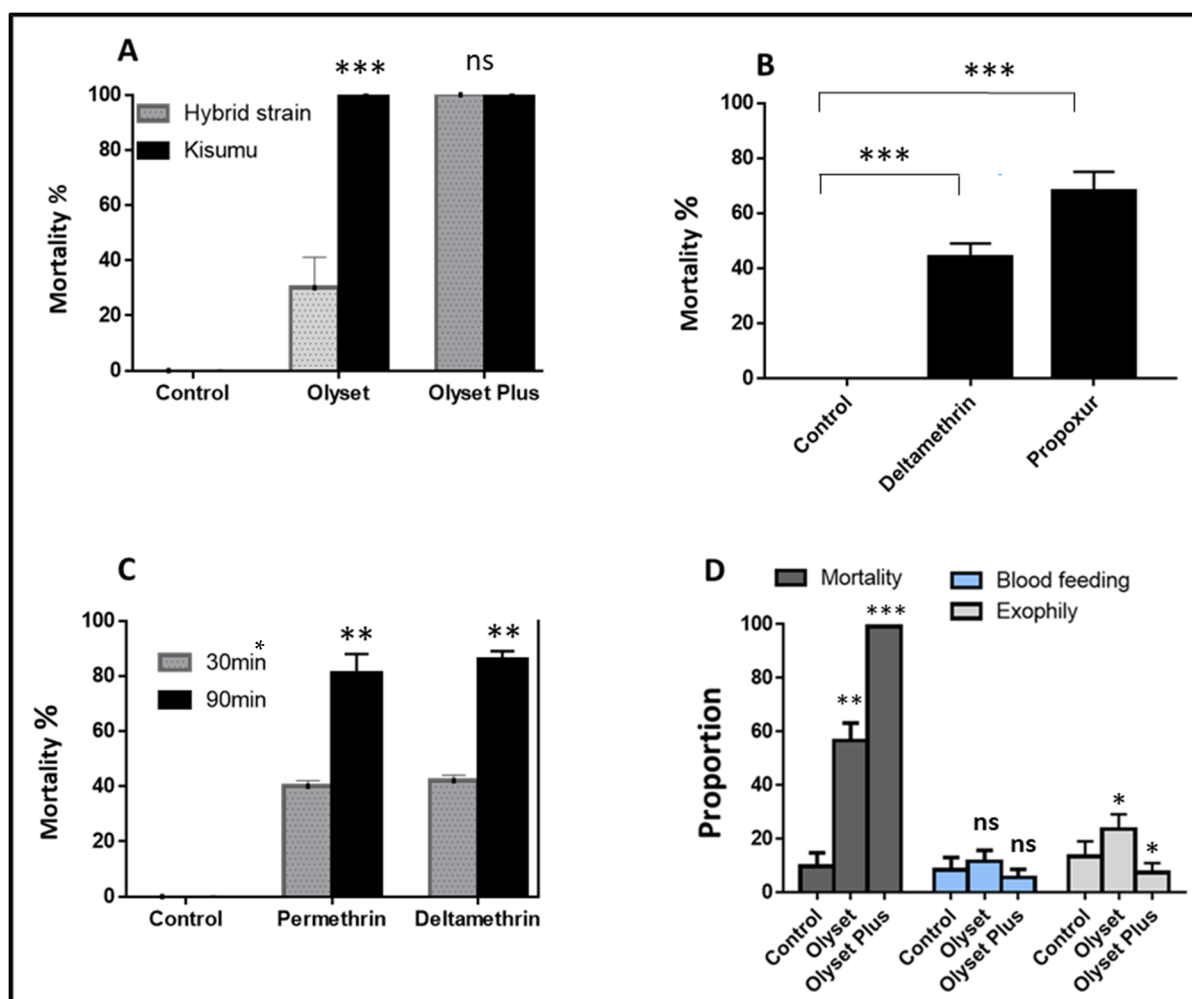 A
***
ns
Hybrid strain
Kisumu
Mortality %
100
80
60
40
20
0
Control
Olyset
Olyset Plus
B
***
***
Mortality %
100
80
60
40
20
0
Control
Deltamethrin
Propoxur
C
30min*
90min
**
**
Mortality %
100
80
60
40
20
0
Control
Permethrin
Deltamethrin
D
Mortality
Blood feeding
Exophily
Proportion
100
80
60
40
20
0
**
***
ns
ns
*
*
Control
Olyset
Olyset Plus
Control
Olyset
Olyset Plus
Control
Olyset
Olyset Plus